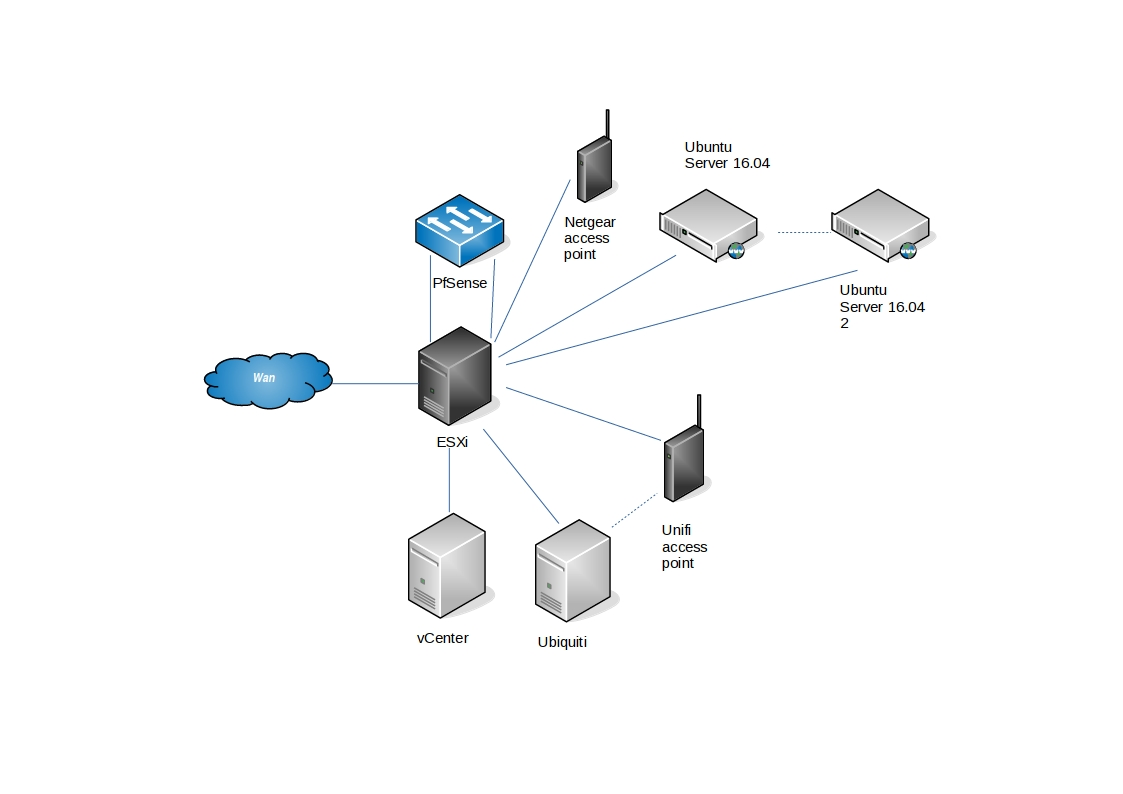 Ubuntu
Server 16.04
Netgear
access
point
PfSense
Ubuntu
Server 16.04
2
Wan
ESXi
Unifi
access
point
vCenter
Ubiquiti